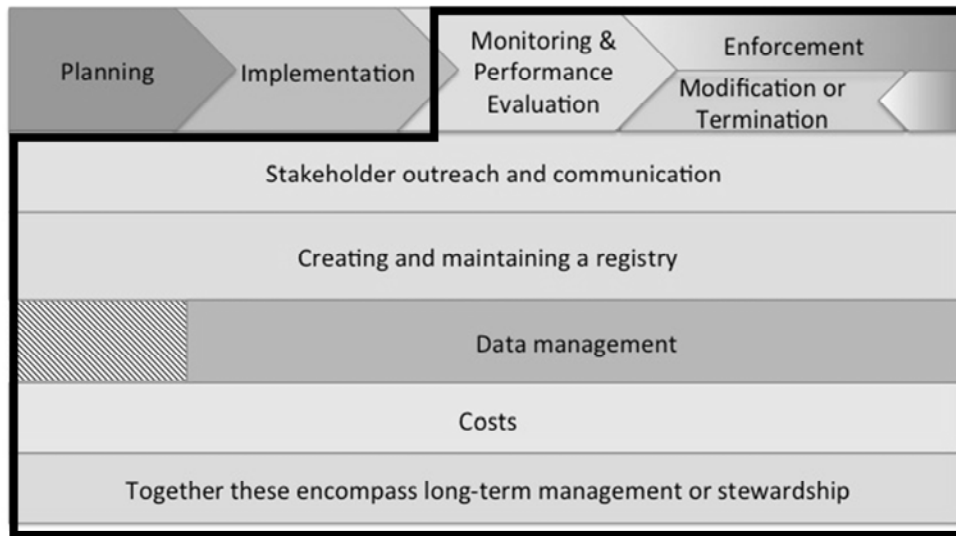 Planning
Implementation
Monitoring &
Performance
Evaluation
Enforcement
Modification or
Termination
Stakeholder outreach and communication
Creating and maintaining a registry
Data management
Costs
Together these encompass long-term management or stewardship